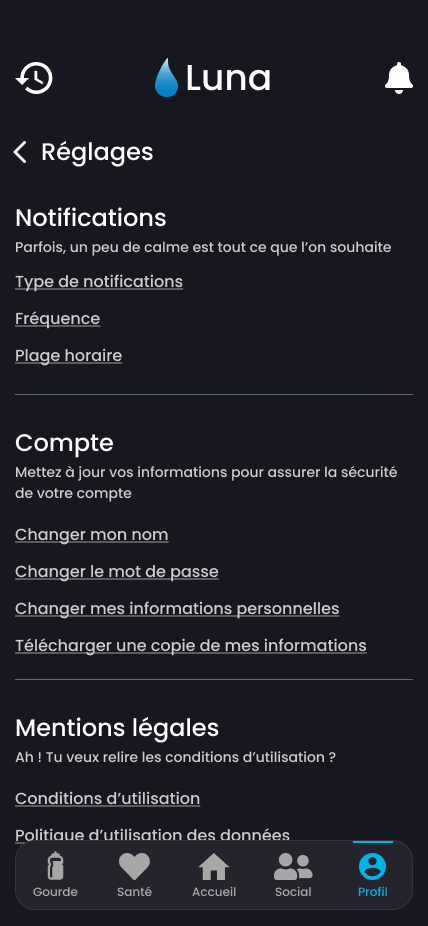 Luna
Réglages
Notifications
Parfois, un peu de calme est tout ce que l’on souhaite
Type de notifications
Fréquence
Plage horaire
Compte
Mettez à jour vos informations pour assurer la sécurité
de votre compte
Changer mon nom
Changer le mot de passe
Changer mes informations personnelles
Télécharger une copie de mes informations
Mentions légales
Ah ! Tu veux relire les conditions d’utilisation ?
Conditions d’utilisation
Politique d’utilisation des données
Gourde Santé Accueil Social Profil